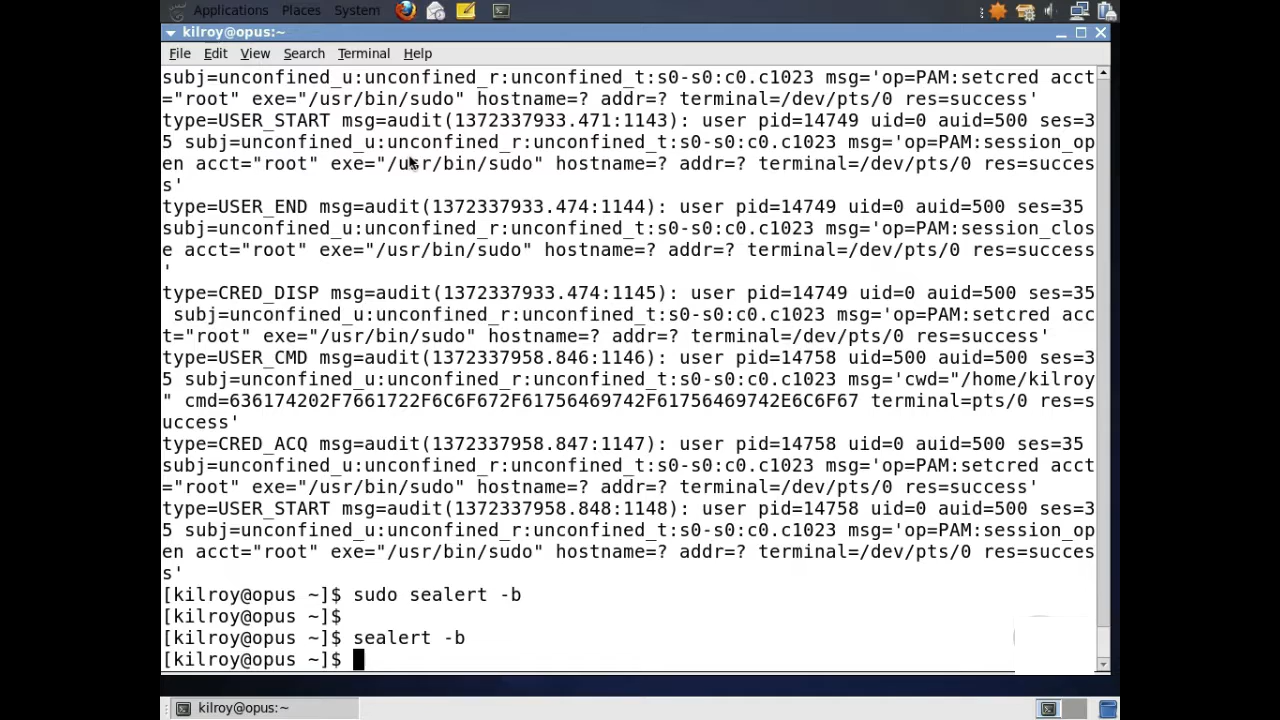 Applications Places System
kilroy@opus:~
File Edit View Search Terminal Help
subj=unconfined_u:unconfined_r:unconfined_t:s0-s0:c0.c1023 msg='op=PAM:setcred acct
="root" exe="/usr/bin/sudo" hostname=? addr=? terminal=/dev/pts/0 res=success'
type=USER_START msg=audit(1372337933.471:1143): user pid=14749 uid=0 auid=500 ses=3
5 subj=unconfined_u:unconfined_r:unconfined_t:s0-s0:c0.c1023 msg='op=PAM:session_op
en acct="root" exe="/usr/bin/sudo" hostname=? addr=? terminal=/dev/pts/0 res=succes
s'
type=USER_END msg=audit(1372337933.474:1144): user pid=14749 uid=0 auid=500 ses=35
subj=unconfined_u:unconfined_r:unconfined_t:s0-s0:c0.c1023 msg='op=PAM:session_clos
e acct="root" exe="/usr/bin/sudo" hostname=? addr=? terminal=/dev/pts/0 res=success
'
type=CRED_DISP msg=audit(1372337933.474:1145): user pid=14749 uid=0 auid=500 ses=35
subj=unconfined_u:unconfined_r:unconfined_t:s0-s0:c0.c1023 msg='op=PAM:setcred acc
t="root" exe="/usr/bin/sudo" hostname=? addr=? terminal=/dev/pts/0 res=success'
type=USER_CMD msg=audit(1372337958.846:1146): user pid=14758 uid=500 auid=500 ses=3
5 subj=unconfined_u:unconfined_r:unconfined_t:s0-s0:c0.c1023 msg='cwd="/home/kilroy
" cmd=636174202F7661722F6C6F672F61756469742F61756469742E6C6F67 terminal=pts/0 res=s
uccess'
type=CRED_ACQ msg=audit(1372337958.847:1147): user pid=14758 uid=0 auid=500 ses=35
subj=unconfined_u:unconfined_r:unconfined_t:s0-s0:c0.c1023 msg='op=PAM:setcred acct
="root" exe="/usr/bin/sudo" hostname=? addr=? terminal=/dev/pts/0 res=success'
type=USER_START msg=audit(1372337958.848:1148): user pid=14758 uid=0 auid=500 ses=3
5 subj=unconfined_u:unconfined_r:unconfined_t:s0-s0:c0.c1023 msg='op=PAM:session_op
en acct="root" exe="/usr/bin/sudo" hostname=? addr=? terminal=/dev/pts/0 res=succes
s'
[kilroy@opus ~]$ sudo sealert -b
[kilroy@opus ~]$
[kilroy@opus ~]$ sealert -b
[kilroy@opus ~]$
kilroy@opus:~